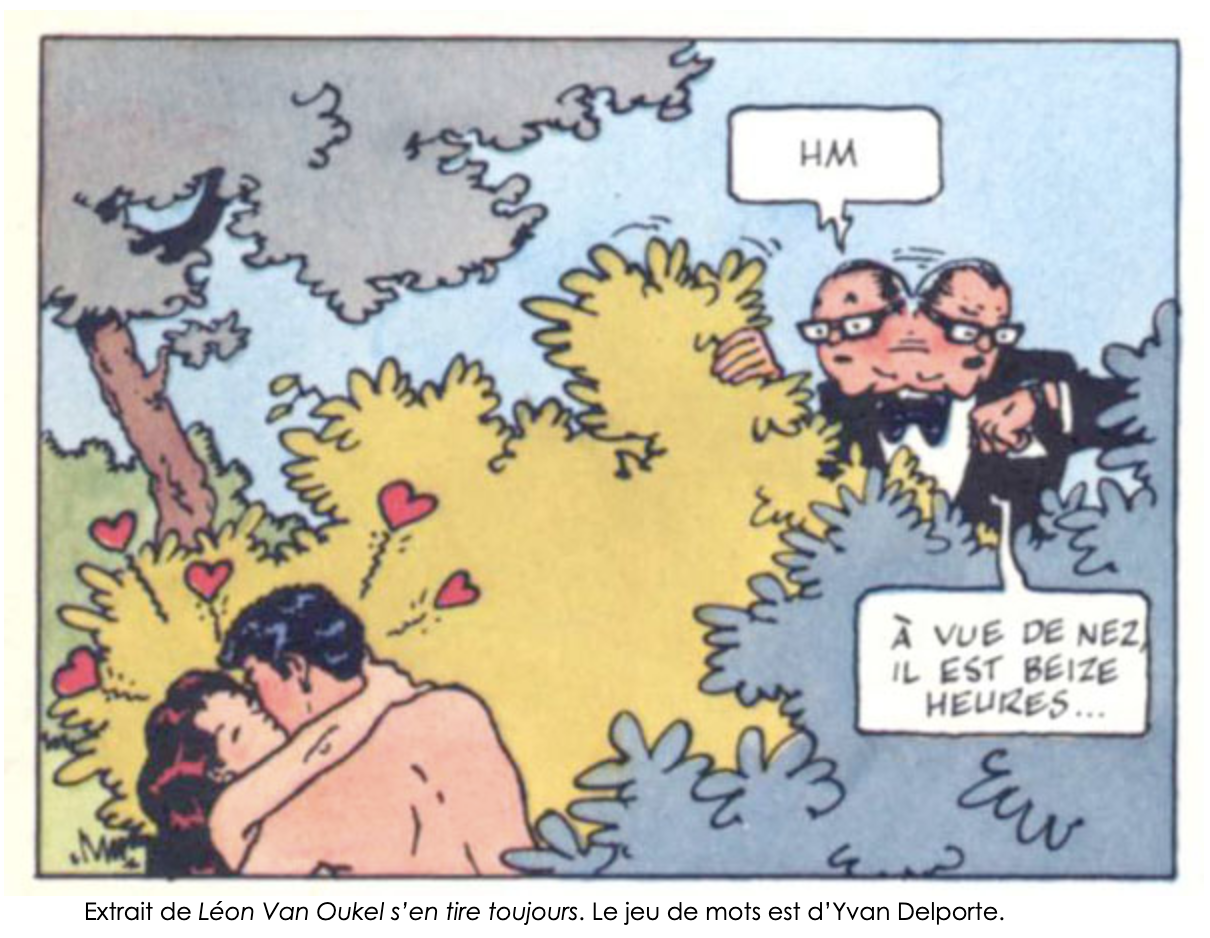 HM
À VUE DE NEZ,
IL EST BEIZE
HEURES...
Extrait de Léon Van Oukel s'en tire toujours. Le jeu de mots est d'Yvan Delporte.